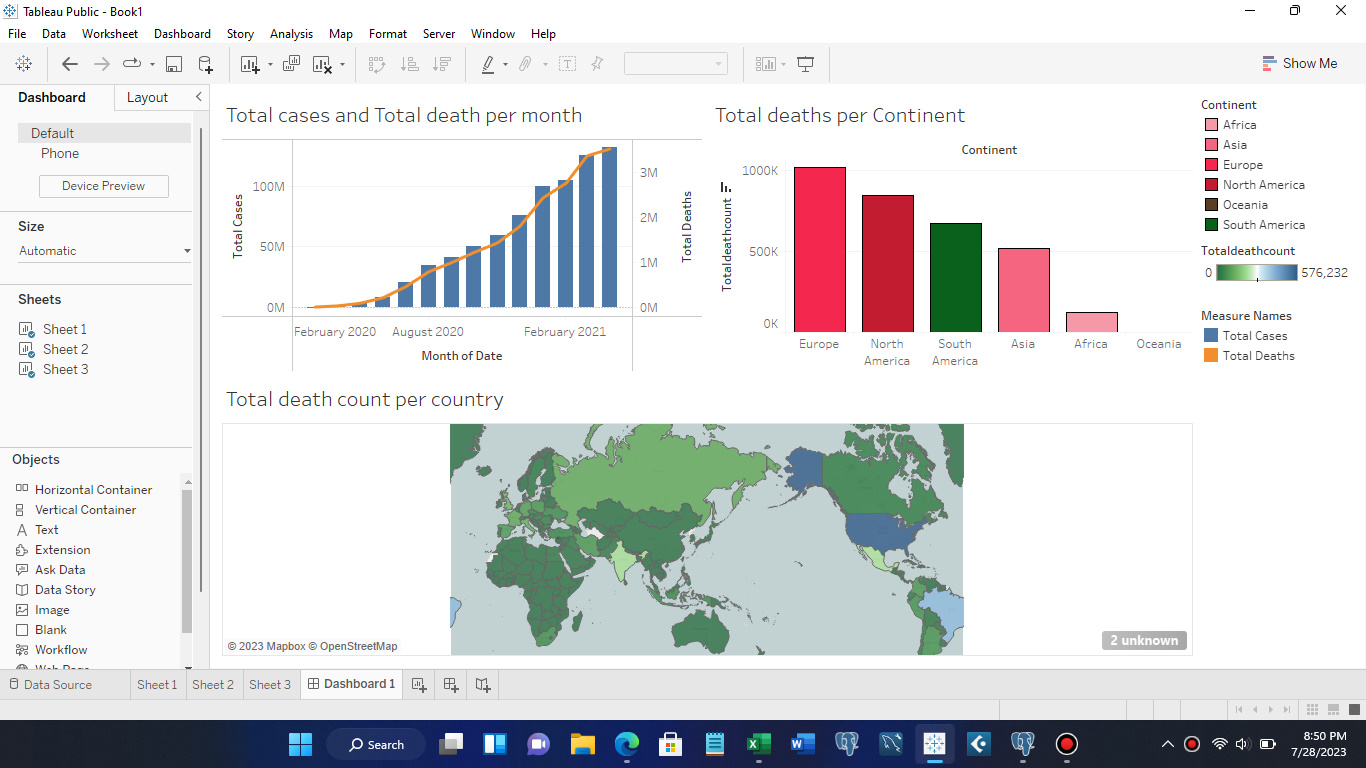 Tableau Public - Book1
File Data Worksheet Dashboard Story Analysis Map Format Server Window Help
Show Me
Dashboard Layout
Default
Phone
Device Preview
Size
Automatic
Sheets
Sheet 1
Sheet 2
Sheet 3
Objects
Horizontal Container
Vertical Container
Text
Extension
Ask Data
Data Story
Image
Blank
Workflow
Web Page
Total cases and Total death per month
Total Cases
100M
50M
0M
3M
2M
1M
0M
Total Deaths
February 2020 August 2020 February 2021
Month of Date
Total deaths per Continent
Continent
Totaldeathcount
1000K
500K
0K
Europe North America South America Asia Africa Oceania
Continent
Africa
Asia
Europe
North America
Oceania
South America
Totaldeathcount
0 576,232
Measure Names
Total Cases
Total Deaths
Total death count per country
© 2023 Mapbox © OpenStreetMap
2 unknown
Data Source Sheet 1 Sheet 2 Sheet 3 Dashboard 1
Search
8:50 PM
7/28/2023